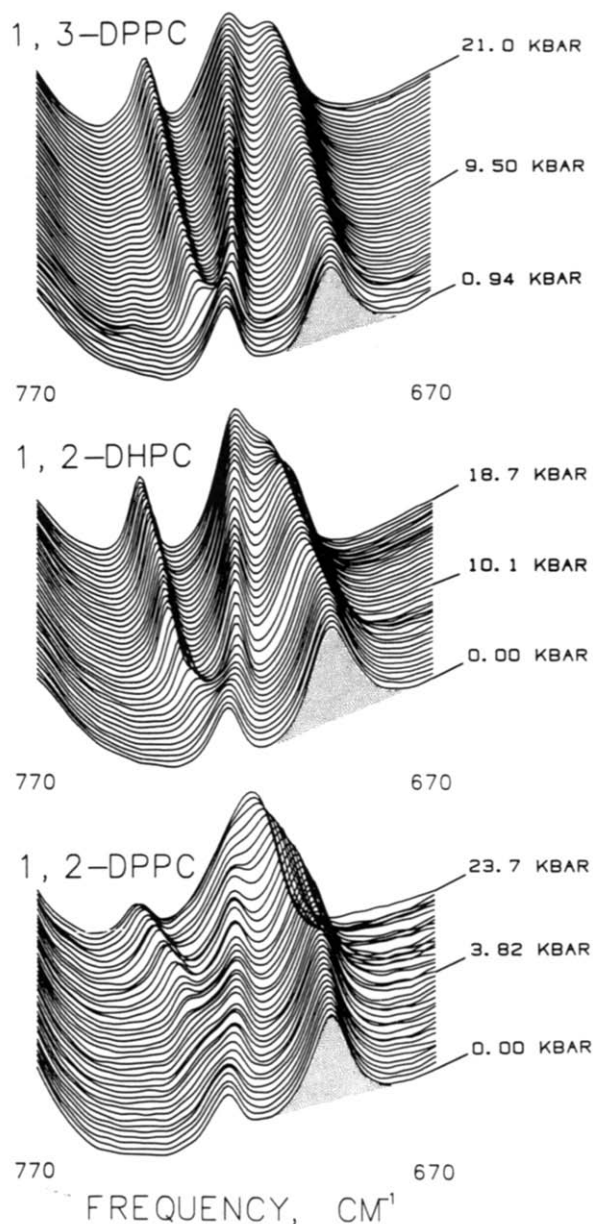 1, 3-DPPC
21.0 KBAR
9.50 KBAR
0.94 KBAR
770 670
1, 2-DHPC
18.7 KBAR
10.1 KBAR
0.00 KBAR
770 670
1, 2-DPPC
23.7 KBAR
3.82 KBAR
0.00 KBAR
770 670
FREQUENCY, CM⁻¹